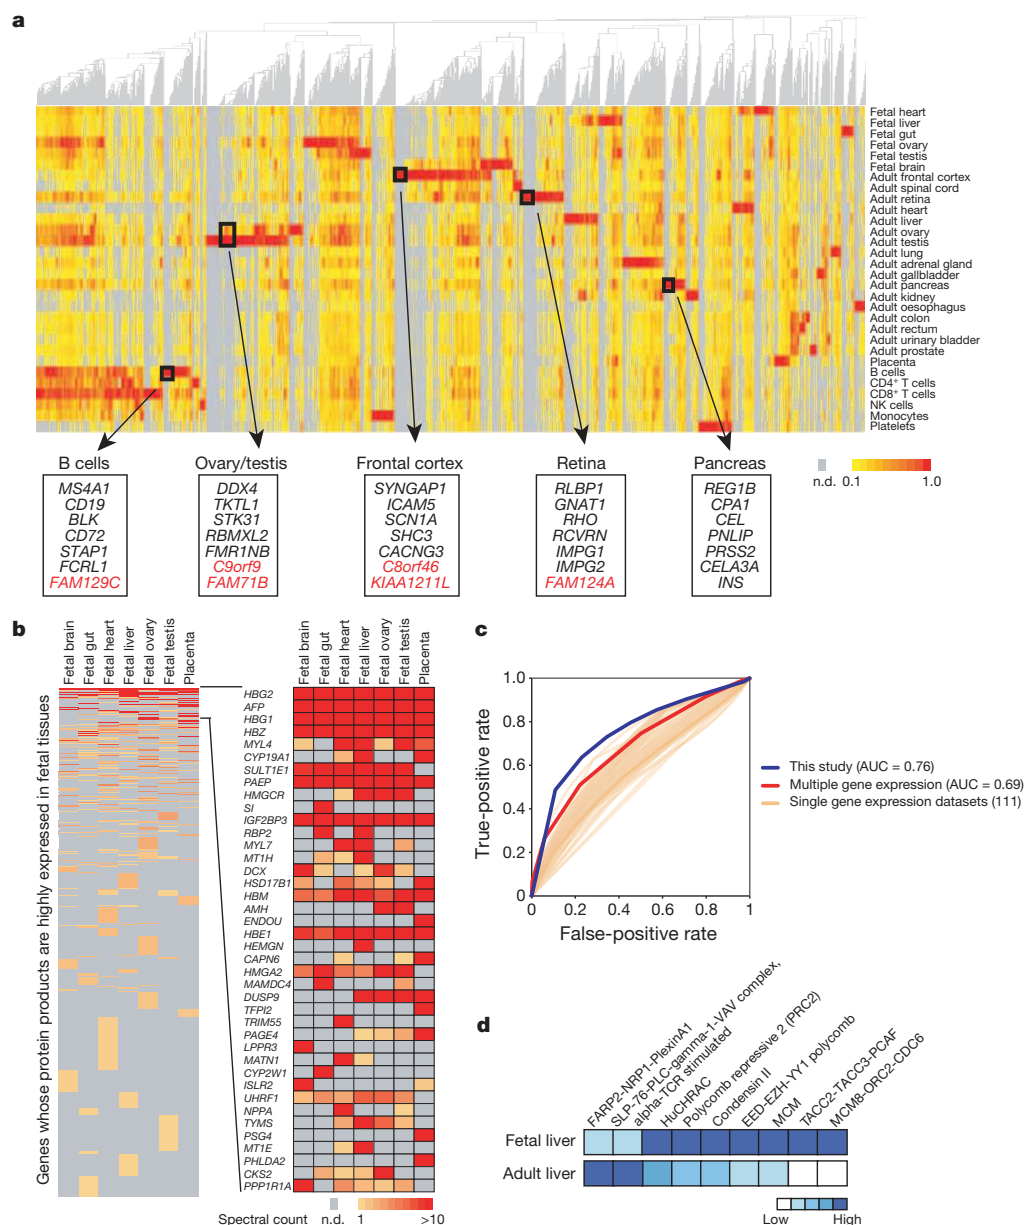 a
Fetal heart
Fetal liver
Fetal gut
Fetal ovary
Fetal testis
Fetal brain
Adult frontal cortex
Adult spinal cord
Adult retina
Adult heart
Adult liver
Adult ovary
Adult testis
Adult lung
Adult adrenal gland
Adult gallbladder
Adult pancreas
Adult kidney
Adult oesophagus
Adult colon
Adult rectum
Adult urinary bladder
Adult prostate
Placenta
B cells
CD4⁺ T cells
CD8⁺ T cells
NK cells
Monocytes
Platelets
B cells
MS4A1
CD19
BLK
CD72
STAP1
FCRL1
FAM129C
Ovary/testis
DDX4
TKTL1
STK31
RBMXL2
FMR1NB
C9orf9
FAM71B
Frontal cortex
SYNGAP1
ICAM5
SCN1A
SHC3
CACNG3
C8orf46
KIAA1211L
Retina
RLBP1
GNAT1
RHO
RCVRN
IMPG1
IMPG2
FAM124A
Pancreas
REG1B
CPA1
CEL
PNLIP
PRSS2
CELA3A
INS
n.d. 0.1 1.0
b
Fetal brain
Fetal gut
Fetal heart
Fetal liver
Fetal ovary
Fetal testis
Placenta
Genes whose protein products are highly expressed in fetal tissues
Fetal brain
Fetal gut
Fetal heart
Fetal liver
Fetal ovary
Fetal testis
Placenta
HBG2
AFP
HBG1
HBZ
MYL4
CYP19A1
SULT1E1
PAEP
HMGCR
SI
IGF2BP3
RBP2
MYL7
MT1H
DCX
HSD17B1
HBM
AMH
ENDOU
HBE1
HEMGN
CAPN6
HMGA2
MAMDC4
DUSP9
TFPI2
TRIM55
PAGE4
LPPR3
MATN1
CYP2W1
ISLR2
UHRF1
NPPA
TYMS
PSG4
MT1E
PHLDA2
CKS2
PPP1R1A
Spectral count n.d. 1 >10
c
True-positive rate
1.0
0.8
0.6
0.4
0.2
0
0 0.2 0.4 0.6 0.8 1
False-positive rate
This study (AUC = 0.76)
Multiple gene expression (AUC = 0.69)
Single gene expression datasets (111)
d
FARP2-NRP1-PlexinA1
SLP-76-PLC-gamma-1-VAV complex,
alpha-TCR stimulated
HuCHRAC
Polycomb repressive 2 (PRC2)
Condensin II
EED-EZH-YY1 polycomb
MCM
TACC2-TACC3-PCAF
MCM8-ORC2-CDC6
Fetal liver
Adult liver
Low High